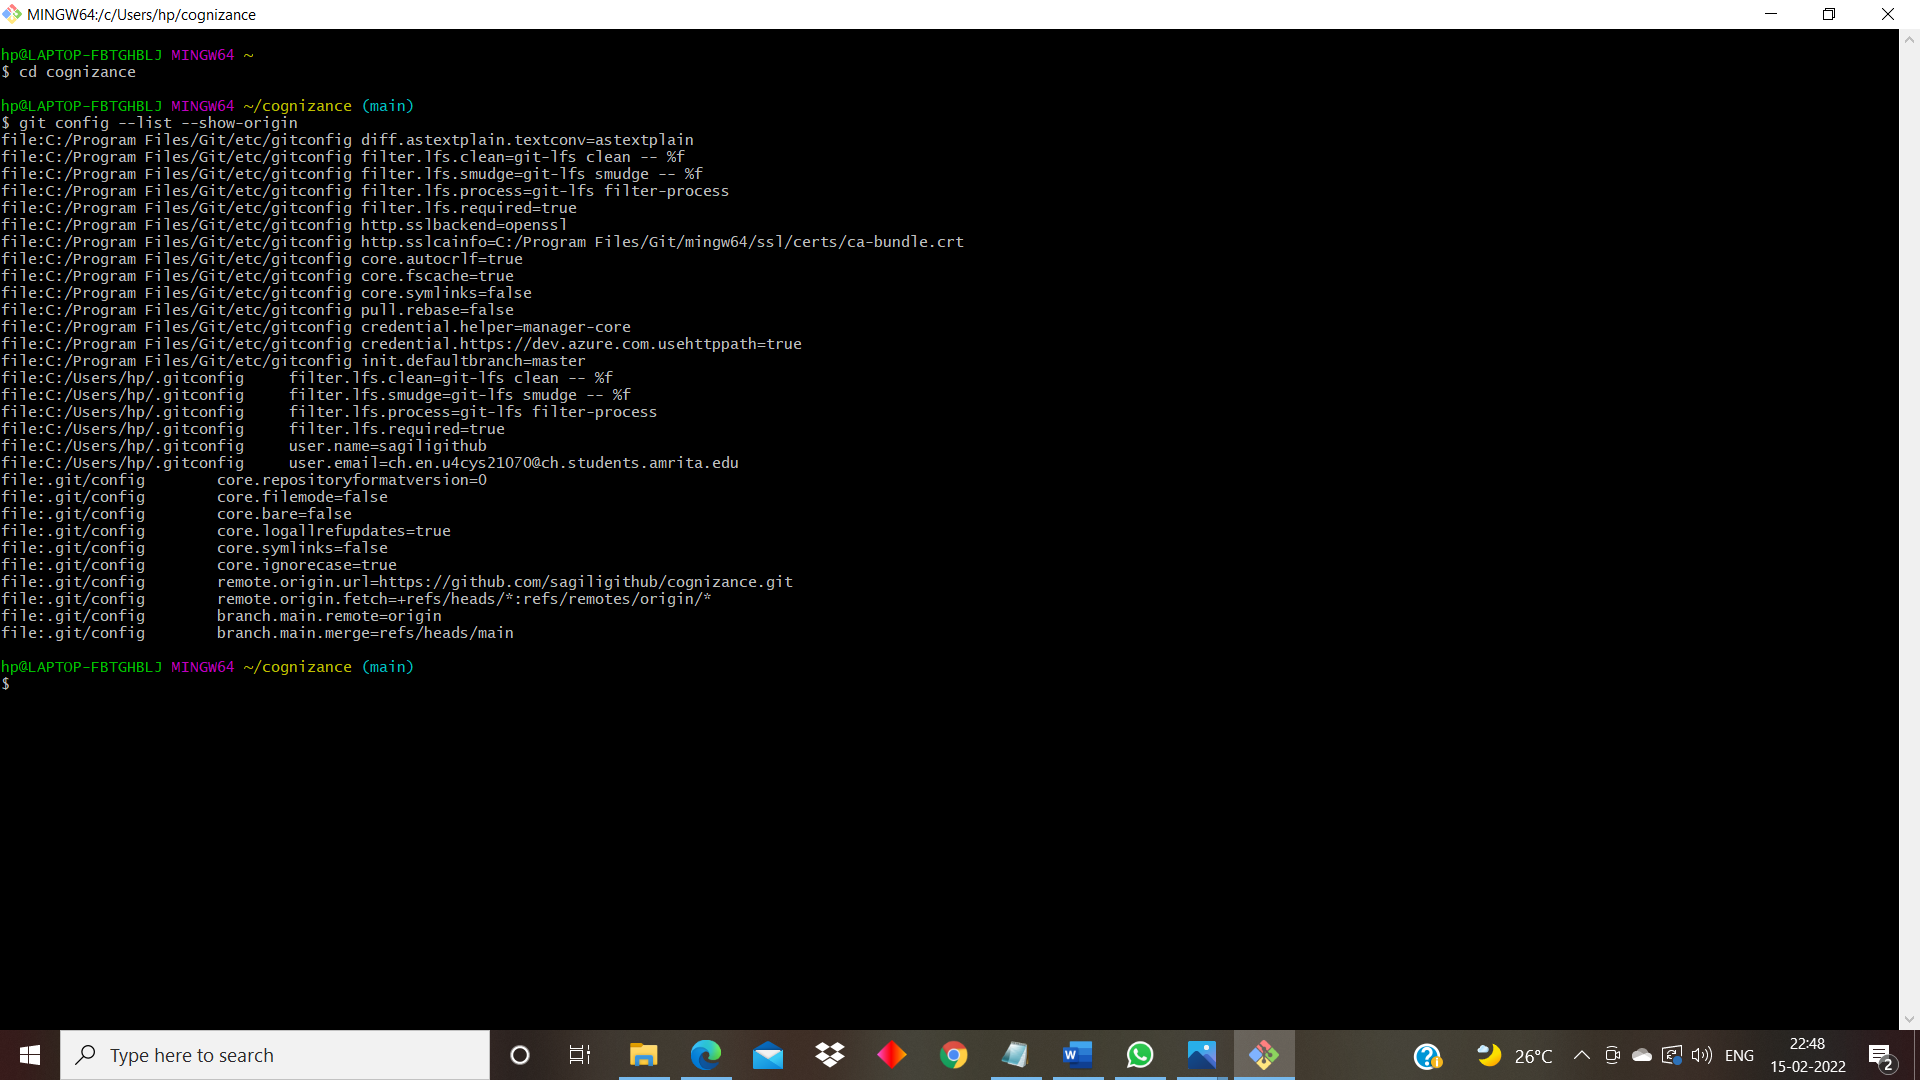 MINGW64:/c/Users/hp/cognizance
hp@LAPTOP-FBTGHBLJ MINGW64 ~
$ cd cognizance
hp@LAPTOP-FBTGHBLJ MINGW64 ~/cognizance (main)
$ git config --list --show-origin
file:C:/Program Files/Git/etc/gitconfig diff.astextplain.textconv=astextplain
file:C:/Program Files/Git/etc/gitconfig filter.lfs.clean=git-lfs clean -- %f
file:C:/Program Files/Git/etc/gitconfig filter.lfs.smudge=git-lfs smudge -- %f
file:C:/Program Files/Git/etc/gitconfig filter.lfs.process=git-lfs filter-process
file:C:/Program Files/Git/etc/gitconfig filter.lfs.required=true
file:C:/Program Files/Git/etc/gitconfig http.sslbackend=openssl
file:C:/Program Files/Git/etc/gitconfig http.sslcainfo=C:/Program Files/Git/mingw64/ssl/certs/ca-bundle.crt
file:C:/Program Files/Git/etc/gitconfig core.autocrlf=true
file:C:/Program Files/Git/etc/gitconfig core.fscache=true
file:C:/Program Files/Git/etc/gitconfig core.symlinks=false
file:C:/Program Files/Git/etc/gitconfig pull.rebase=false
file:C:/Program Files/Git/etc/gitconfig credential.helper=manager-core
file:C:/Program Files/Git/etc/gitconfig credential.https://dev.azure.com.usehttppath=true
file:C:/Program Files/Git/etc/gitconfig init.defaultbranch=master
file:C:/Users/hp/.gitconfig     filter.lfs.clean=git-lfs clean -- %f
file:C:/Users/hp/.gitconfig     filter.lfs.smudge=git-lfs smudge -- %f
file:C:/Users/hp/.gitconfig     filter.lfs.process=git-lfs filter-process
file:C:/Users/hp/.gitconfig     filter.lfs.required=true
file:C:/Users/hp/.gitconfig     user.name=sagiligithub
file:C:/Users/hp/.gitconfig     user.email=ch.en.u4cys21070@ch.students.amrita.edu
file:.git/config        core.repositoryformatversion=0
file:.git/config        core.filemode=false
file:.git/config        core.bare=false
file:.git/config        core.logallrefupdates=true
file:.git/config        core.symlinks=false
file:.git/config        core.ignorecase=true
file:.git/config        remote.origin.url=https://github.com/sagiligithub/cognizance.git
file:.git/config        remote.origin.fetch=+refs/heads/*:refs/remotes/origin/*
file:.git/config        branch.main.remote=origin
file:.git/config        branch.main.merge=refs/heads/main
hp@LAPTOP-FBTGHBLJ MINGW64 ~/cognizance (main)
$
Type here to search
26°C
ENG
22:48
15-02-2022
2